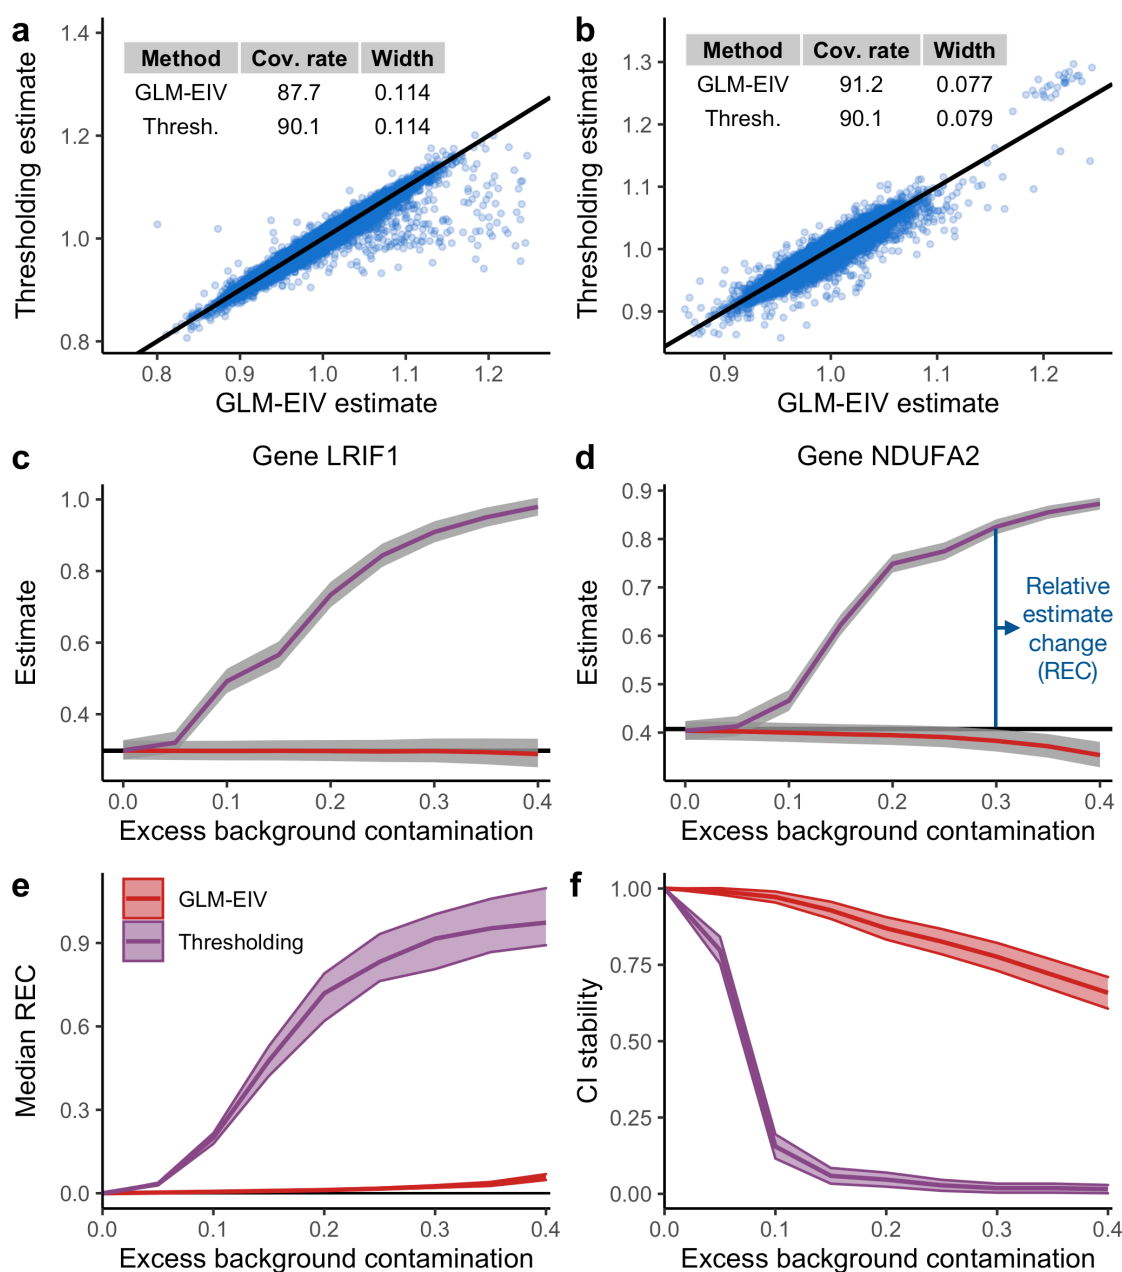 a
1.4
1.2
1.0
0.8
Thresholding estimate
Method Cov. rate Width
GLM-EIV 87.7 0.114
Thresh. 90.1 0.114
0.8 0.9 1.0 1.1 1.2
GLM-EIV estimate
b
1.3
1.2
1.1
1.0
0.9
Thresholding estimate
Method Cov. rate Width
GLM-EIV 91.2 0.077
Thresh. 90.1 0.079
0.9 1.0 1.1 1.2
GLM-EIV estimate
c
Gene LRIF1
1.0
0.8
0.6
0.4
Estimate
0.0 0.1 0.2 0.3 0.4
Excess background contamination
d
Gene NDUFA2
0.9
0.8
0.7
0.6
0.5
0.4
Estimate
Relative
estimate
change
(REC)
0.0 0.1 0.2 0.3 0.4
Excess background contamination
e
GLM-EIV
Thresholding
0.9
0.6
0.3
0.0
Median REC
0.0 0.1 0.2 0.3 0.4
Excess background contamination
f
1.00
0.75
0.50
0.25
0.00
CI stability
0.0 0.1 0.2 0.3 0.4
Excess background contamination